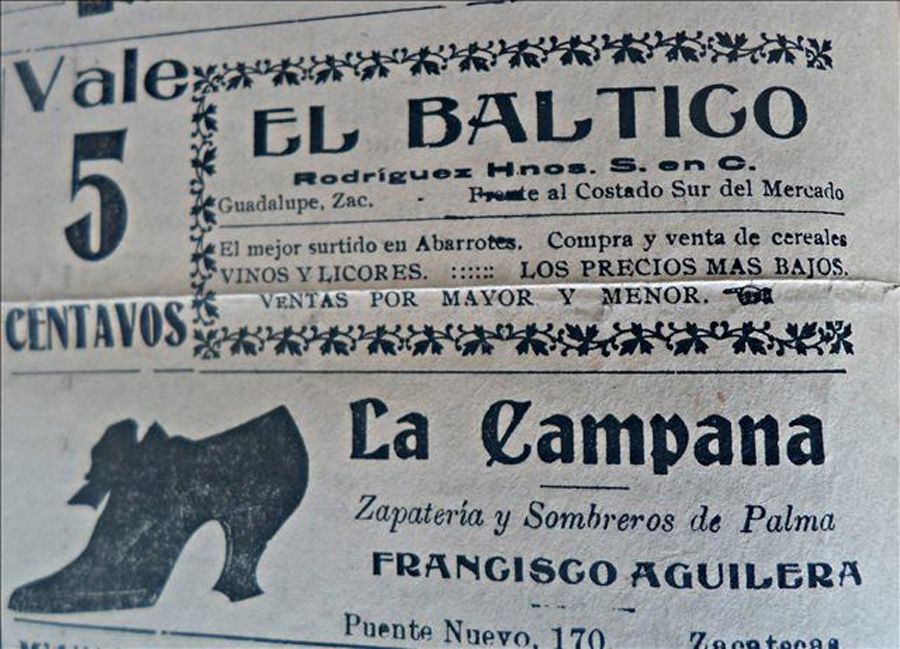 Vale
5
CENTAVOS
EL BALTICO
Rodríguez Hnos. S. en C.
Guadalupe, Zac. - Frente al Costado Sur del Mercado
El mejor surtido en Abarrotes. Compra y venta de cereales
VINOS Y LICORES. :::::: LOS PRECIOS MAS BAJOS.
VENTAS POR MAYOR Y MENOR.
La Campana
Zapatería y Sombreros de Palma
FRANCISCO AGUILERA
Puente Nuevo, 170 Zacatecas